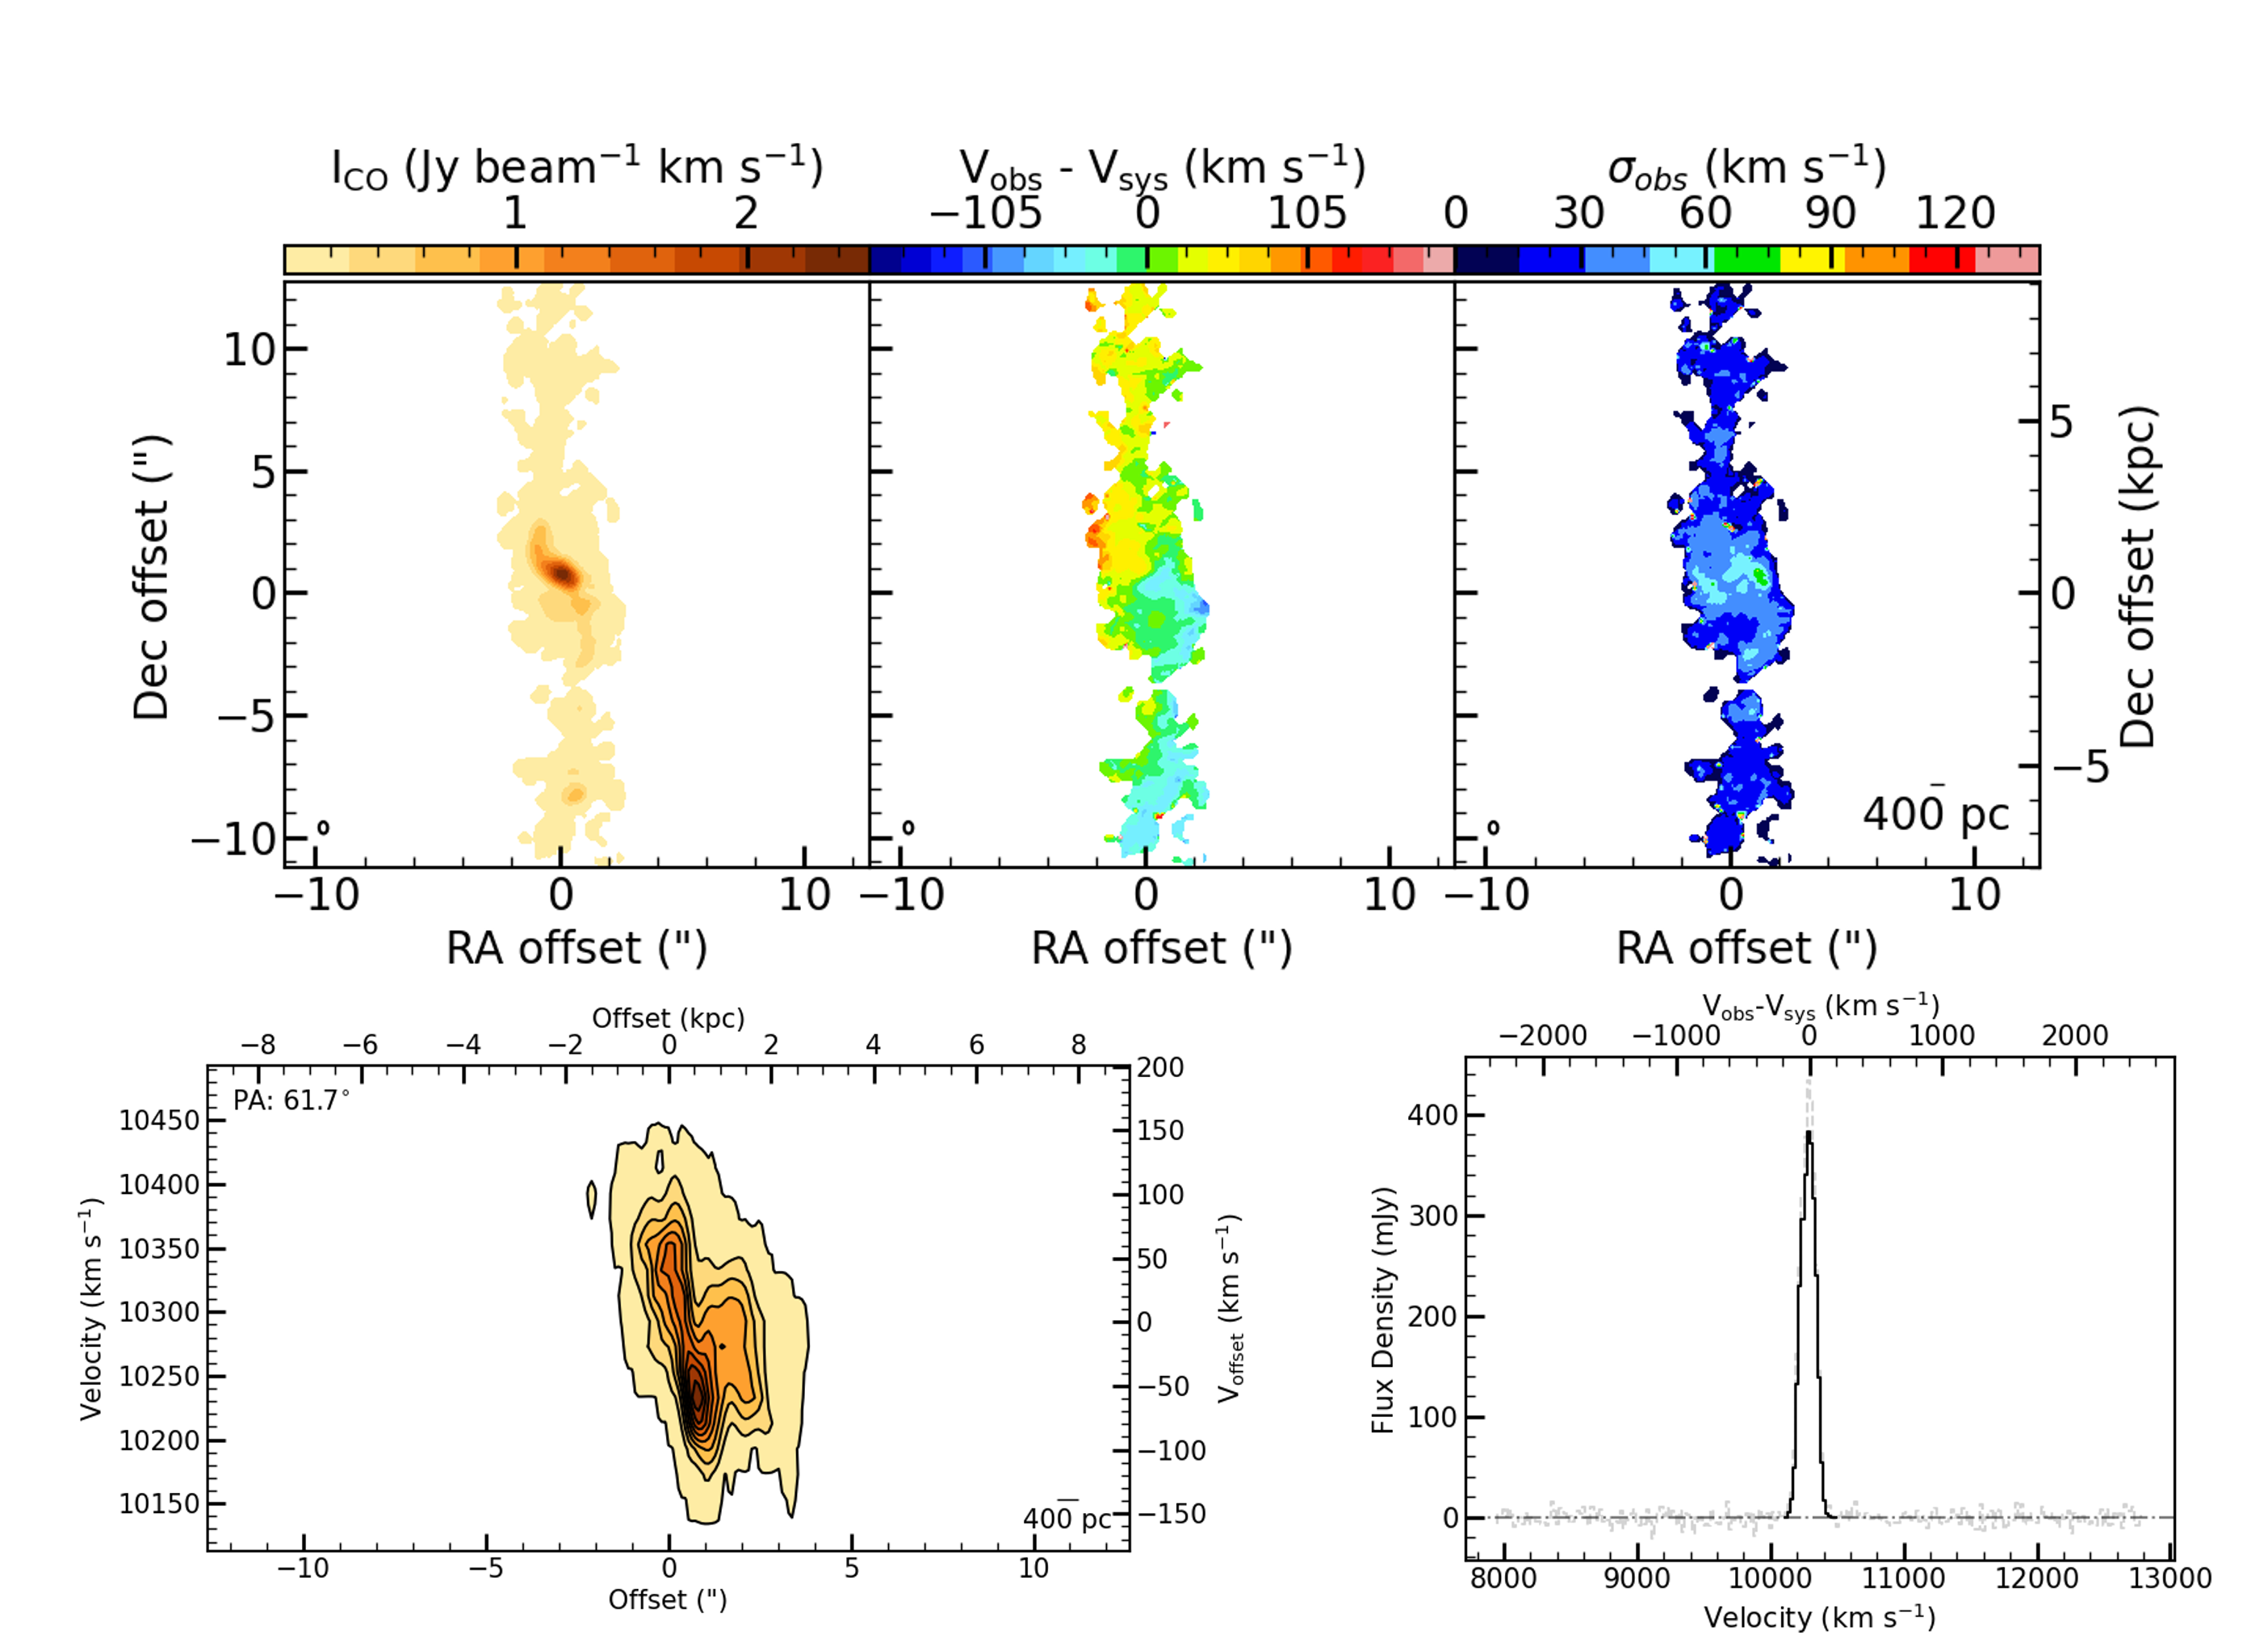 I_CO (Jy beam⁻¹ km s⁻¹) V_obs - V_sys (km s⁻¹) σ_obs (km s⁻¹)
1 2 −105 0 105 0 30 60 90 120
Dec offset (")
10
5
0
−5
−10
5
0
−5
Dec offset (kpc)
400 pc
−10 0 10 −10 0 10 −10 0 10
RA offset (") RA offset (") RA offset (")
Offset (kpc)
−8 −6 −4 −2 0 2 4 6 8
PA: 61.7°
Velocity (km s⁻¹)
10450
10400
10350
10300
10250
10200
10150
200
150
100
50
0
−50
−100
−150
V_offset (km s⁻¹)
400 pc
−10 −5 0 5 10
Offset (")
V_obs-V_sys (km s⁻¹)
−2000 −1000 0 1000 2000
Flux Density (mJy)
400
300
200
100
0
8000 9000 10000 11000 12000 13000
Velocity (km s⁻¹)